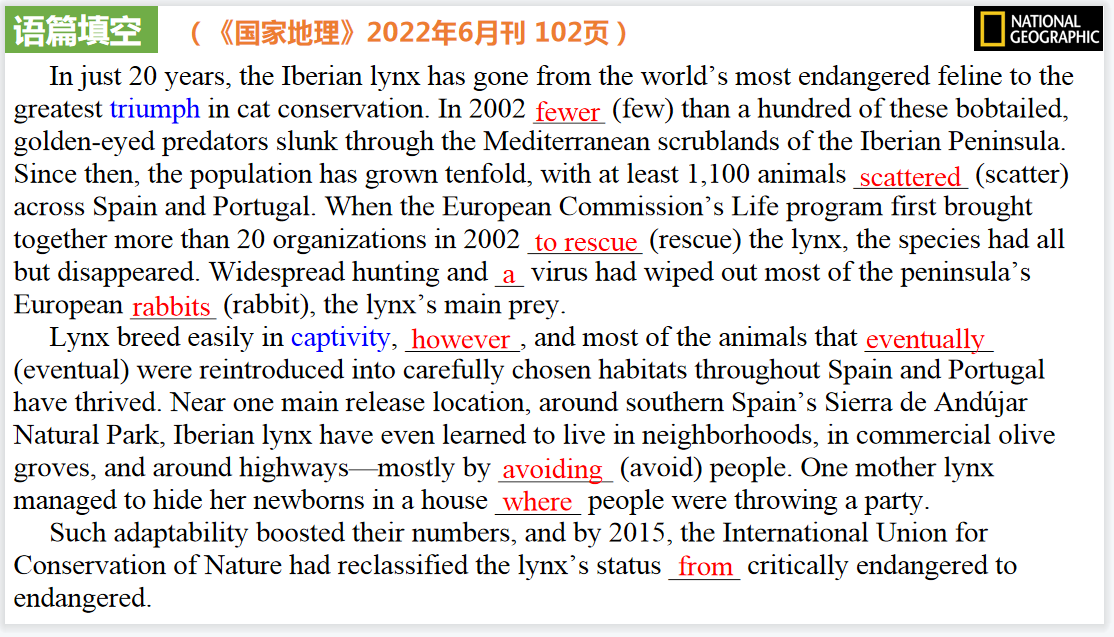 语篇填空 （《国家地理》2022年6月刊 102页） NATIONAL GEOGRAPHIC
In just 20 years, the Iberian lynx has gone from the world’s most endangered feline to the
greatest triumph in cat conservation. In 2002 fewer (few) than a hundred of these bobtailed,
golden-eyed predators slunk through the Mediterranean scrublands of the Iberian Peninsula.
Since then, the population has grown tenfold, with at least 1,100 animals scattered (scatter)
across Spain and Portugal. When the European Commission’s Life program first brought
together more than 20 organizations in 2002 to rescue (rescue) the lynx, the species had all
but disappeared. Widespread hunting and a virus had wiped out most of the peninsula’s
European rabbits (rabbit), the lynx’s main prey.
Lynx breed easily in captivity, however, and most of the animals that eventually
(eventual) were reintroduced into carefully chosen habitats throughout Spain and Portugal
have thrived. Near one main release location, around southern Spain’s Sierra de Andújar
Natural Park, Iberian lynx have even learned to live in neighborhoods, in commercial olive
groves, and around highways—mostly by avoiding (avoid) people. One mother lynx
managed to hide her newborns in a house where people were throwing a party.
Such adaptability boosted their numbers, and by 2015, the International Union for
Conservation of Nature had reclassified the lynx’s status from critically endangered to
endangered.